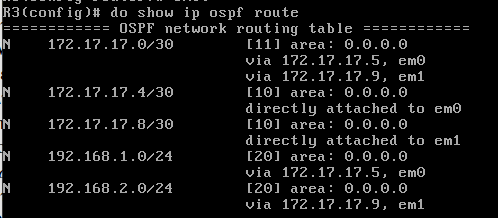 R3(config)# do show ip ospf route
============ OSPF network routing table ============
N    172.17.17.0/30        [11] area: 0.0.0.0
                           via 172.17.17.5, em0
                           via 172.17.17.9, em1
N    172.17.17.4/30        [10] area: 0.0.0.0
                           directly attached to em0
N    172.17.17.8/30        [10] area: 0.0.0.0
                           directly attached to em1
N    192.168.1.0/24        [20] area: 0.0.0.0
                           via 172.17.17.5, em0
N    192.168.2.0/24        [20] area: 0.0.0.0
                           via 172.17.17.9, em1